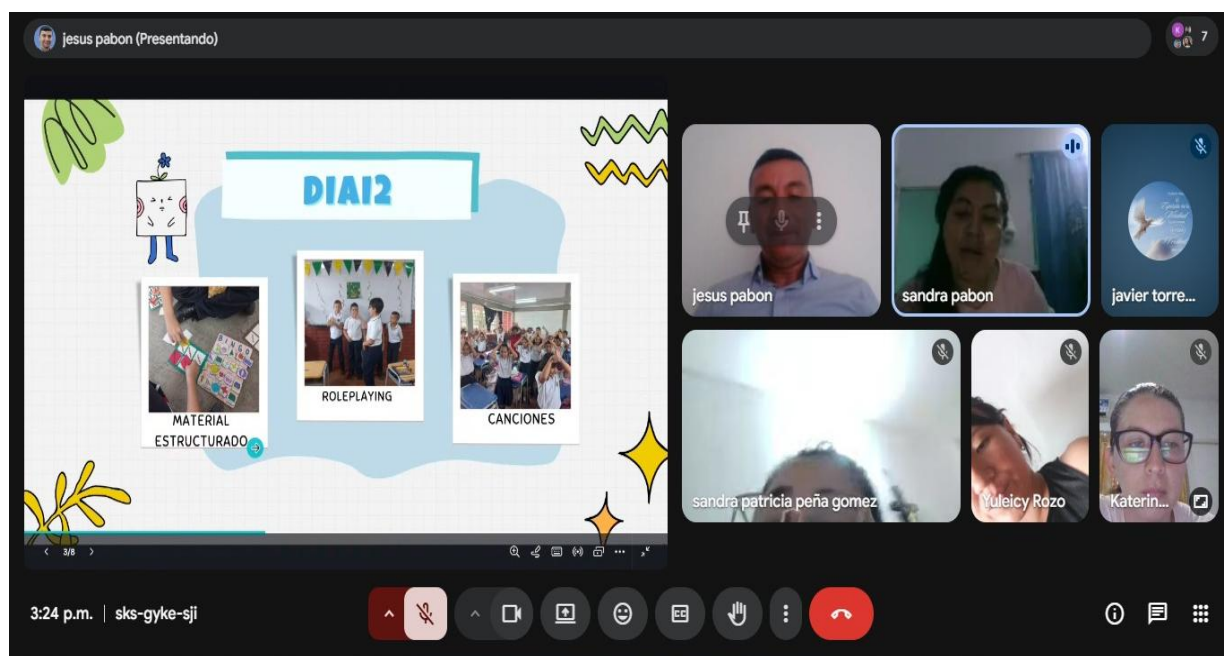 jesus pabon (Presentando)
7
DIAI2
MATERIAL
ESTRUCTURADO
ROLEPLAYING
CANCIONES
BINGO
3/8
jesus pabon
sandra pabon
javier torre...
sandra patricia peña gomez
Yuleicy Rozo
Katerin...
3:24 p.m. | sks-gyke-sji